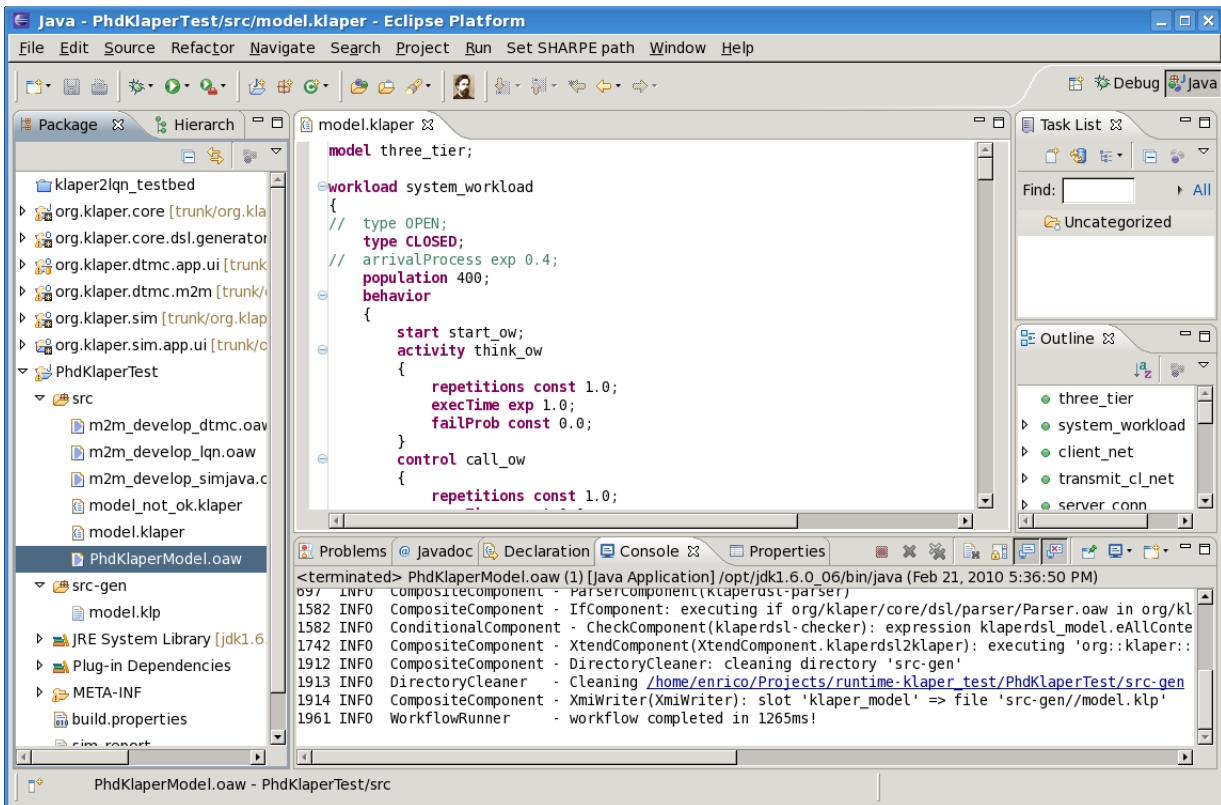 Java - PhdKlaperTest/src/model.klaper - Eclipse Platform
File Edit Source Refactor Navigate Search Project Run Set SHARPE path Window Help
Debug Java
Package Hierarch
klaper2lqn_testbed
org.klaper.core [trunk/org.kla
org.klaper.core.dsl.generator
org.klaper.dtmc.app.ui [trunk
org.klaper.dtmc.m2m [trunk/
org.klaper.sim [trunk/org.klap
org.klaper.sim.app.ui [trunk/o
PhdKlaperTest
src
m2m_develop_dtmc.oaw
m2m_develop_lqn.oaw
m2m_develop_simjava.c
model_not_ok.klaper
model.klaper
PhdKlaperModel.oaw
src-gen
model.klp
JRE System Library [jdk1.6
Plug-in Dependencies
META-INF
build.properties
sim_report
model.klaper
model three_tier;
workload system_workload
{
// type OPEN;
type CLOSED;
// arrivalProcess exp 0.4;
population 400;
behavior
{
start start_ow;
activity think_ow
{
repetitions const 1.0;
execTime exp 1.0;
failProb const 0.0;
}
control call_ow
{
repetitions const 1.0;
Task List
Find: All
Uncategorized
Outline
three_tier
system_workload
client_net
transmit_cl_net
server_conn
Problems Javadoc Declaration Console Properties
<terminated> PhdKlaperModel.oaw (1) [Java Application] /opt/jdk1.6.0_06/bin/java (Feb 21, 2010 5:36:50 PM)
697 INFO CompositeComponent - ParserComponent(klaperdsl-parser)
1582 INFO CompositeComponent - IfComponent: executing if org/klaper/core/dsl/parser/Parser.oaw in org/kl
1582 INFO ConditionalComponent - CheckComponent(klaperdsl-checker): expression klaperdsl_model.eAllConte
1742 INFO CompositeComponent - XtendComponent(XtendComponent.klaperdsl2klaper): executing 'org::klaper::
1912 INFO CompositeComponent - DirectoryCleaner: cleaning directory 'src-gen'
1913 INFO DirectoryCleaner - Cleaning /home/enrico/Projects/runtime-klaper_test/PhdKlaperTest/src-gen
1914 INFO CompositeComponent - XmiWriter(XmiWriter): slot 'klaper_model' => file 'src-gen//model.klp'
1961 INFO WorkflowRunner - workflow completed in 1265ms!
PhdKlaperModel.oaw - PhdKlaperTest/src